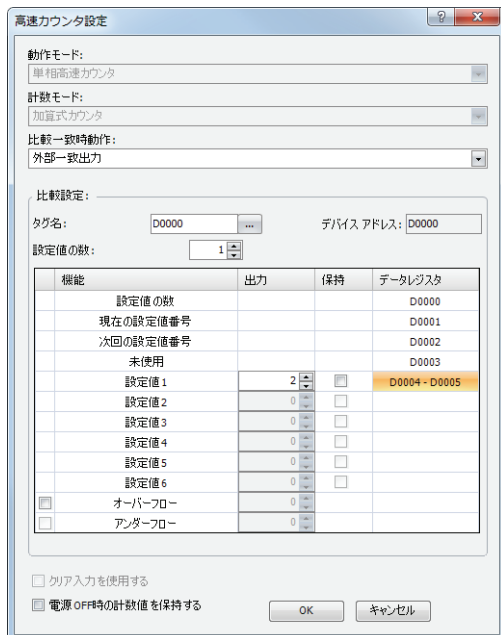 高速カウンタ設定
動作モード:
単相高速カウンタ
計数モード:
加算式カウンタ
比較一致時動作:
外部一致出力
比較設定:
タグ名: D0000 ... デバイス アドレス: D0000
設定値の数: 1
機能 出力 保持 データレジスタ
設定値の数 D0000
現在の設定値番号 D0001
次回の設定値番号 D0002
未使用 D0003
設定値1 2 D0004 - D0005
設定値2 0
設定値3 0
設定値4 0
設定値5 0
設定値6 0
オーバーフロー 0
アンダーフロー 0
クリア入力を使用する
電源OFF時の計数値を保持する OK キャンセル